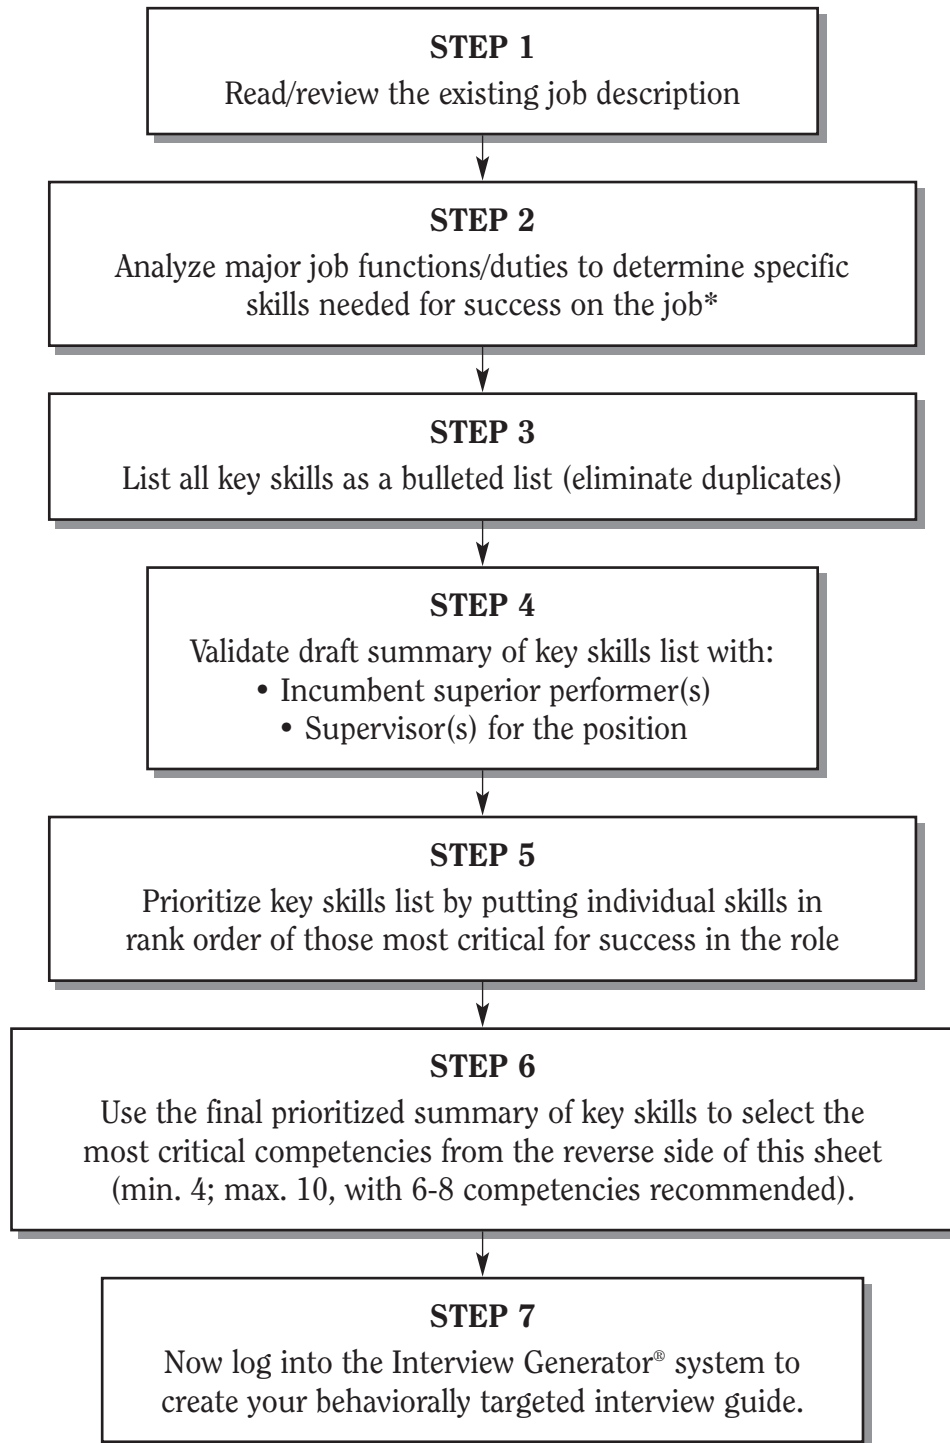 STEP 1
Read/review the existing job description
STEP 2
Analyze major job functions/duties to determine specific
skills needed for success on the job*
STEP 3
List all key skills as a bulleted list (eliminate duplicates)
STEP 4
Validate draft summary of key skills list with:
• Incumbent superior performer(s)
• Supervisor(s) for the position
STEP 5
Prioritize key skills list by putting individual skills in
rank order of those most critical for success in the role
STEP 6
Use the final prioritized summary of key skills to select the
most critical competencies from the reverse side of this sheet
(min. 4; max. 10, with 6-8 competencies recommended).
STEP 7
Now log into the Interview Generator® system to
create your behaviorally targeted interview guide.